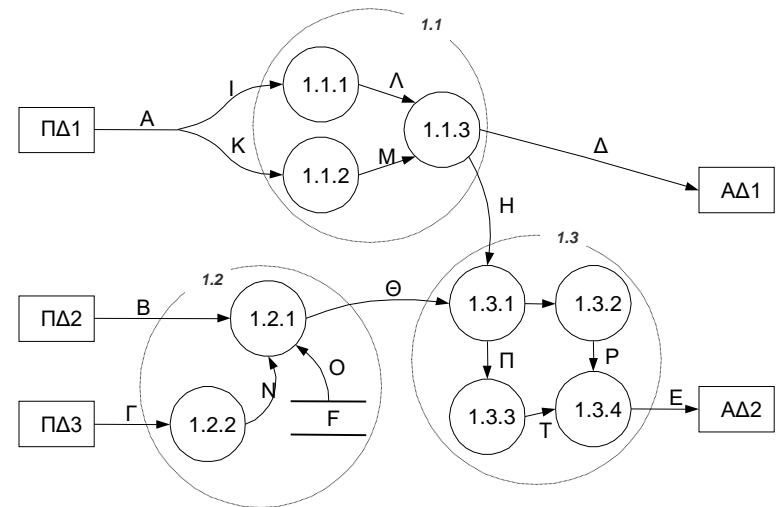 1.1
Ι
1.1.1
Λ
ΠΔ1
Α
1.1.3
Κ
Μ
1.1.2
Δ
ΑΔ1
Η
1.3
1.2
Θ
ΠΔ2
Β
1.2.1
1.3.1
1.3.2
Ο
Π
Ρ
Ν
ΠΔ3
Γ
1.2.2
F
1.3.3
Τ
1.3.4
Ε
ΑΔ2